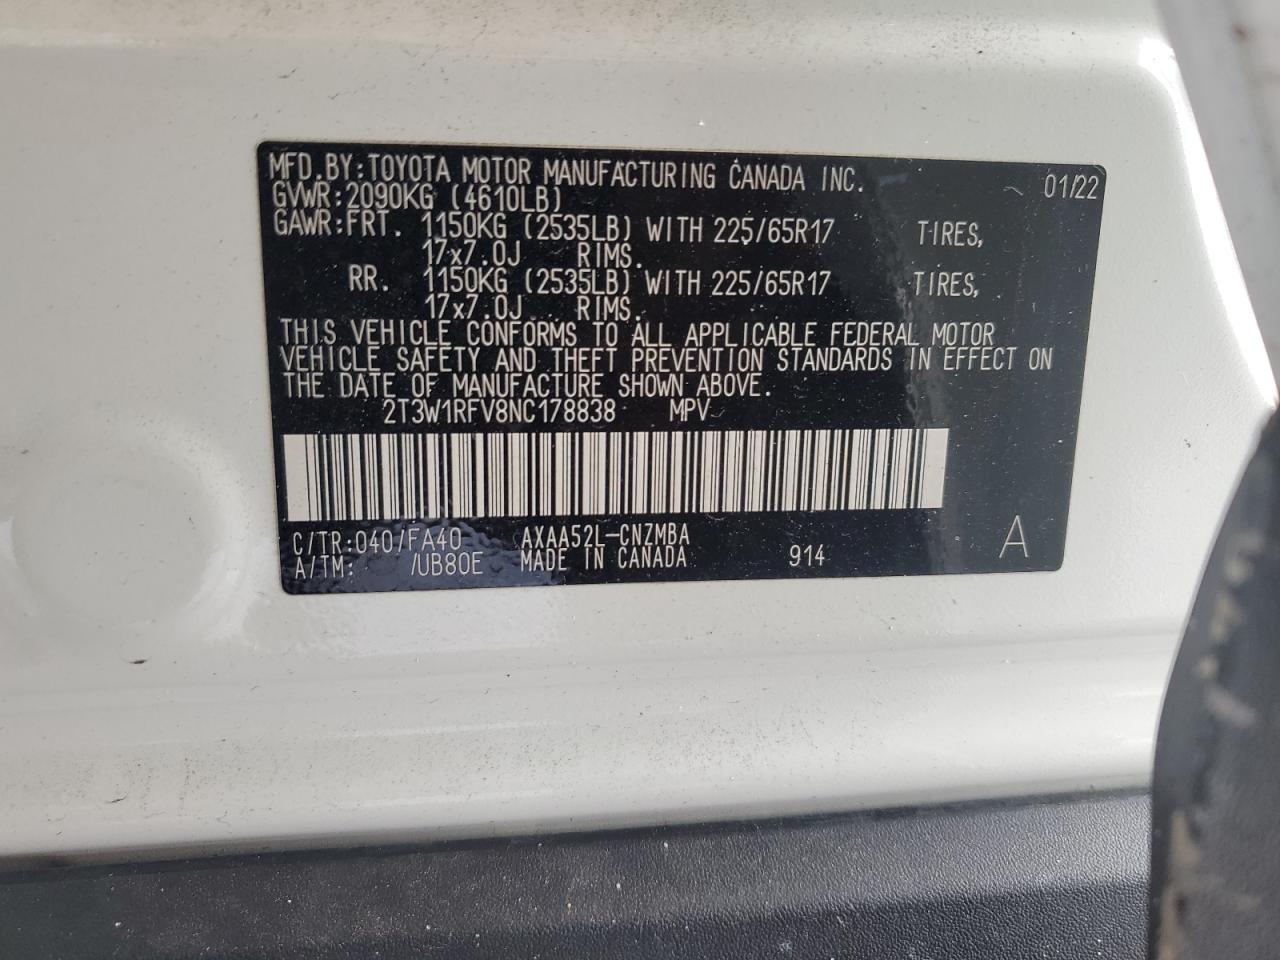 MFD.BY:TOYOTA MOTOR MANUFACTURING CANADA INC. 01/22
GVWR:2090KG (4610LB)
GAWR:FRT. 1150KG (2535LB) WITH 225/65R17 TIRES,
17x7.0J RIMS.
RR. 1150KG (2535LB) WITH 225/65R17 TIRES,
17x7.0J RIMS.
THIS VEHICLE CONFORMS TO ALL APPLICABLE FEDERAL MOTOR
VEHICLE SAFETY AND THEFT PREVENTION STANDARDS IN EFFECT ON
THE DATE OF MANUFACTURE SHOWN ABOVE.
2T3W1RFV8NC178838 MPV
C/TR:040/FA40 AXAA52L-CNZMBA
A/TM: /UB80E MADE IN CANADA 914 A